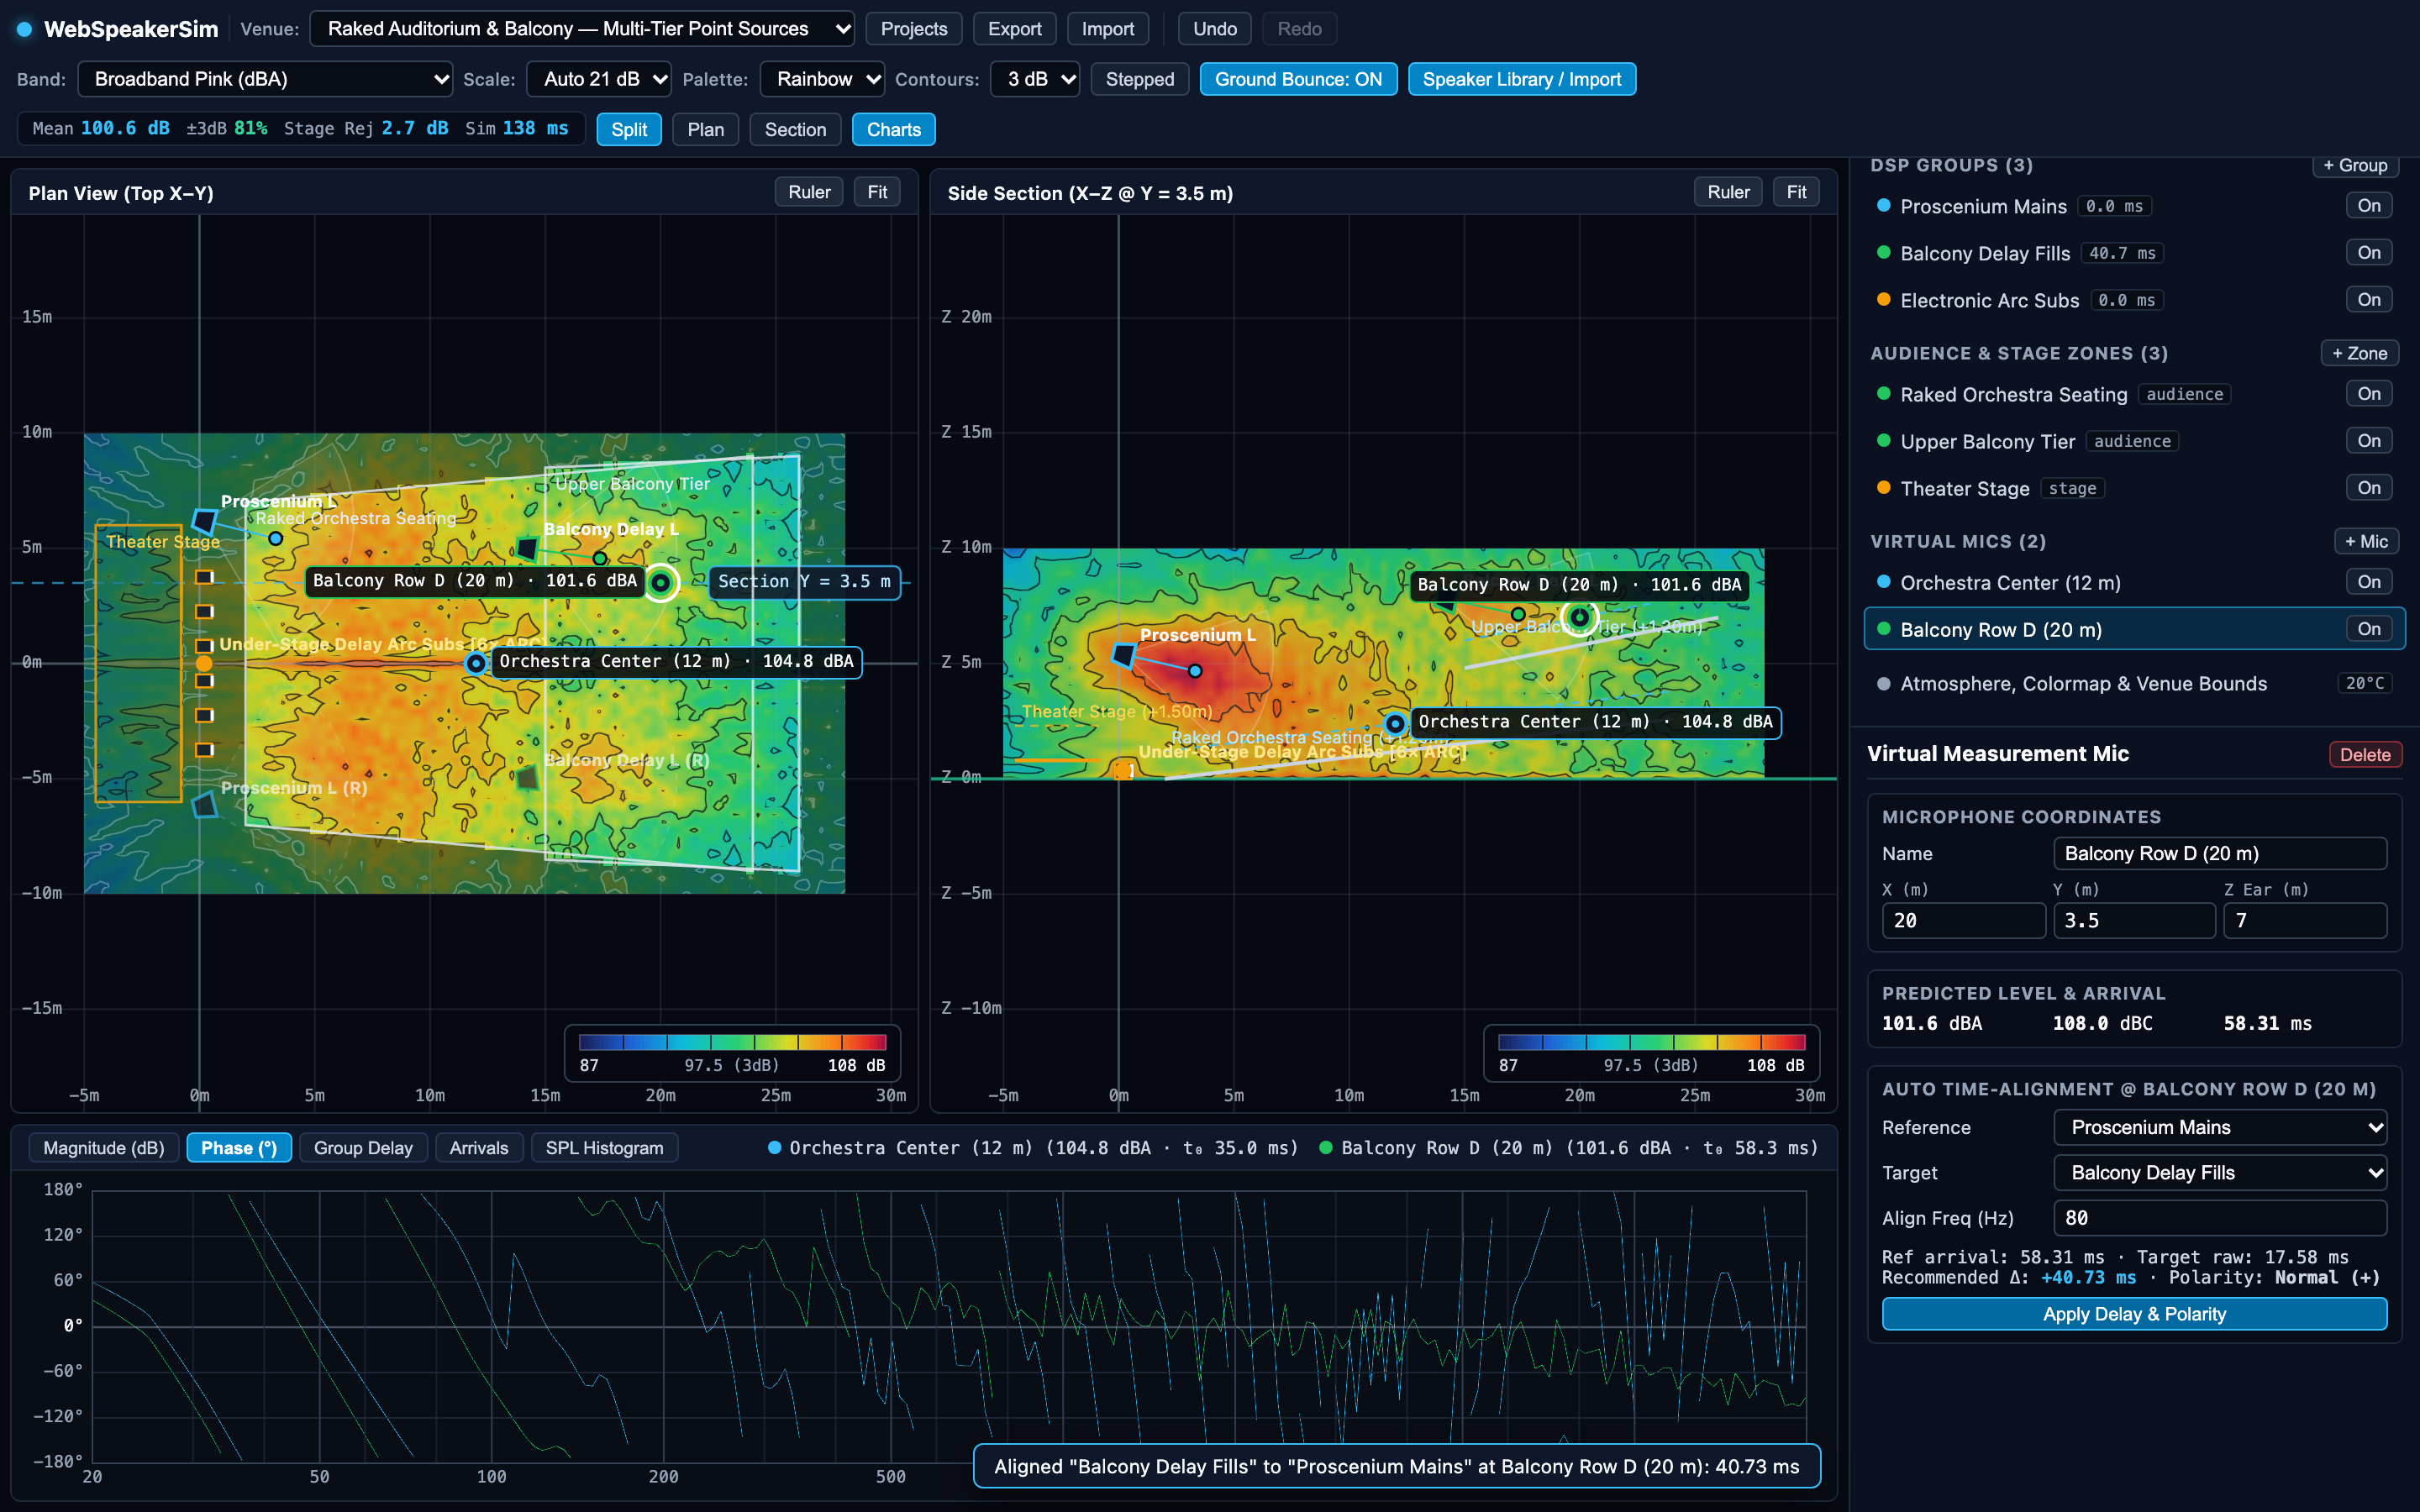 WebSpeakerSim Venue: Raked Auditorium & Balcony — Multi-Tier Point Sources Projects Export Import Undo Redo
Band: Broadband Pink (dBA) Scale: Auto 21 dB Palette: Rainbow Contours: 3 dB Stepped Ground Bounce: ON Speaker Library / Import
Mean 100.6 dB ±3dB 81% Stage Rej 2.7 dB Sim 138 ms Split Plan Section Charts
Plan View (Top X–Y) Ruler Fit
15m
10m
5m
0m
−5m
−10m
−15m
Upper Balcony Tier
Proscenium L
Raked Orchestra Seating
Balcony Delay L
Theater Stage
Balcony Row D (20 m) · 101.6 dBA
Section Y = 3.5 m
Under-Stage Delay Arc Subs [6× ARC]
Orchestra Center (12 m) · 104.8 dBA
Balcony Delay L (R)
Proscenium L (R)
87 97.5 (3dB) 108 dB
−5m 0m 5m 10m 15m 20m 25m 30m
Side Section (X–Z @ Y = 3.5 m) Ruler Fit
Z 20m
Z 15m
Z 10m
Z 5m
Z 0m
Z −5m
Z −10m
Balcony Row D (20 m) · 101.6 dBA
Tier (+1.20m)
Proscenium L
Theater Stage (+1.50m)
Orchestra Center (12 m) · 104.8 dBA
Raked Orchestra Seating
Under-Stage Delay Arc Subs [6× ARC]
87 97.5 (3dB) 108 dB
−5m 0m 5m 10m 15m 20m 25m 30m
Magnitude (dB) Phase (°) Group Delay Arrivals SPL Histogram
Orchestra Center (12 m) (104.8 dBA · t₀ 35.0 ms) Balcony Row D (20 m) (101.6 dBA · t₀ 58.3 ms)
180°
120°
60°
0°
−60°
−120°
−180°
20 50 100 200 500
Aligned "Balcony Delay Fills" to "Proscenium Mains" at Balcony Row D (20 m): 40.73 ms
DSP GROUPS (3) + Group
Proscenium Mains 0.0 ms On
Balcony Delay Fills 40.7 ms On
Electronic Arc Subs 0.0 ms On
AUDIENCE & STAGE ZONES (3) + Zone
Raked Orchestra Seating audience On
Upper Balcony Tier audience On
Theater Stage stage On
VIRTUAL MICS (2) + Mic
Orchestra Center (12 m) On
Balcony Row D (20 m) On
Atmosphere, Colormap & Venue Bounds 20°C
Virtual Measurement Mic Delete
MICROPHONE COORDINATES
Name Balcony Row D (20 m)
X (m) Y (m) Z Ear (m)
20 3.5 7
PREDICTED LEVEL & ARRIVAL
101.6 dBA 108.0 dBC 58.31 ms
AUTO TIME-ALIGNMENT @ BALCONY ROW D (20 M)
Reference Proscenium Mains
Target Balcony Delay Fills
Align Freq (Hz) 80
Ref arrival: 58.31 ms · Target raw: 17.58 ms
Recommended Δ: +40.73 ms · Polarity: Normal (+)
Apply Delay & Polarity